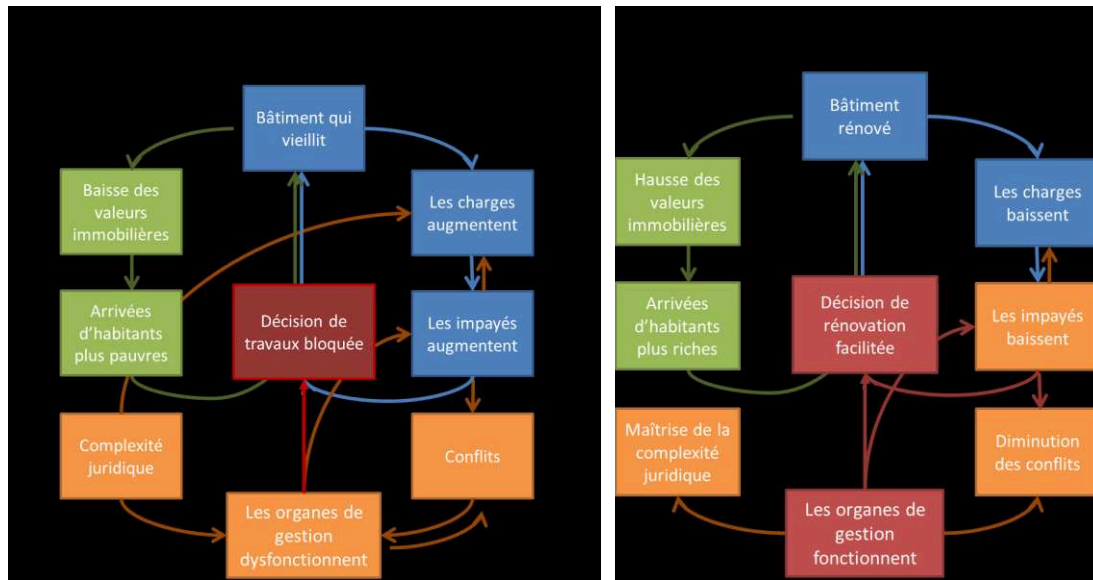 Bâtiment qui
vieillit
Baisse des
valeurs
immobilières
Les charges
augmentent
Arrivées
d'habitants
plus pauvres
Décision de
travaux bloquée
Les impayés
augmentent
Complexité
juridique
Conflits
Les organes de
gestion
dysfonctionnent
Bâtiment
rénové
Hausse des
valeurs
immobilières
Les charges
baissent
Arrivées
d'habitants
plus riches
Décision de
rénovation
facilitée
Les impayés
baissent
Maîtrise de la
complexité
juridique
Diminution
des conflits
Les organes de
gestion
fonctionnent